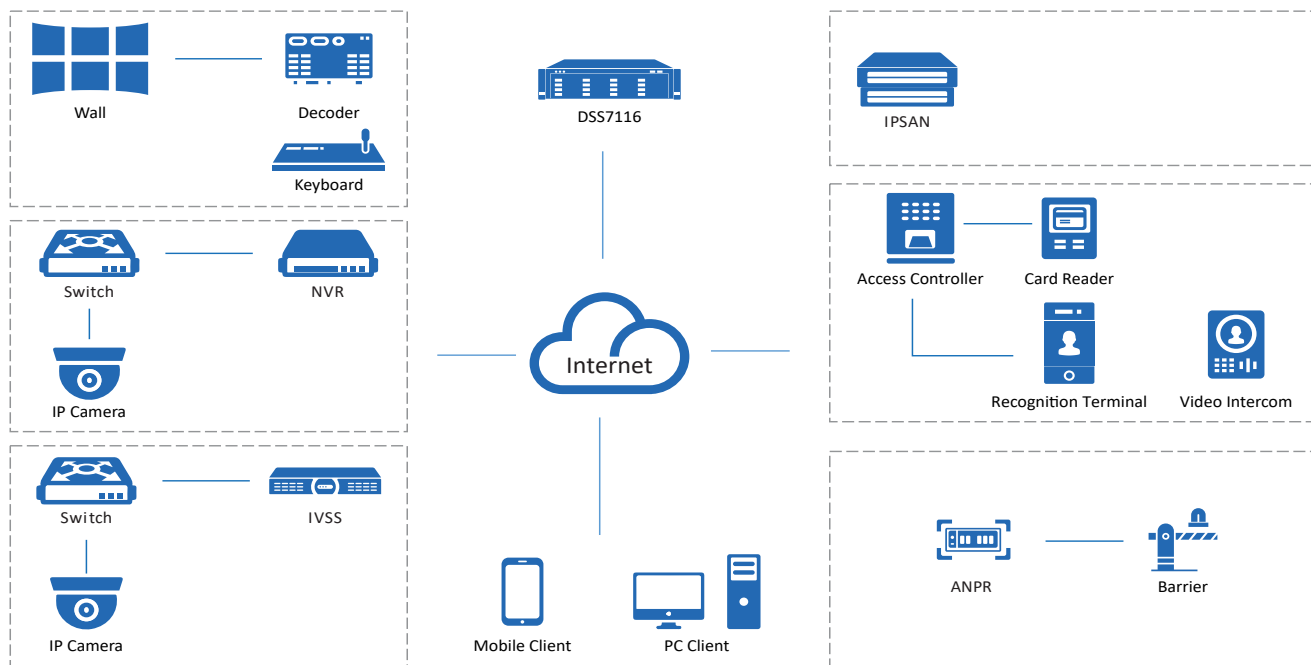 Wall
Decoder
Keyboard
DSS7116
IPSAN
Switch
NVR
IP Camera
Internet
Access Controller
Card Reader
Recognition Terminal
Video Intercom
Switch
IVSS
IP Camera
Mobile Client
PC Client
ANPR
Barrier